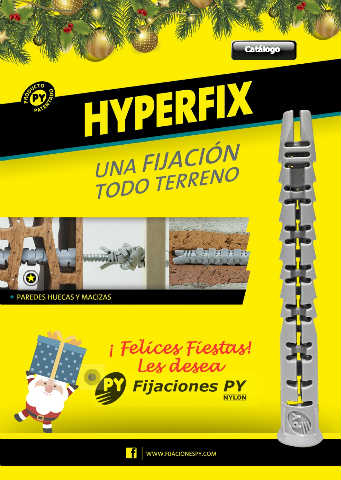 Catálogo
PRODUCTO
PY
PATENTADO
HYPERFIX
UNA FIJACIÓN
TODO TERRENO
PAREDES HUECAS Y MACIZAS
¡ Felices Fiestas!
Les desea
PY Fijaciones PY
NYLON
PY
f WWW.FIJACIONESPY.COM